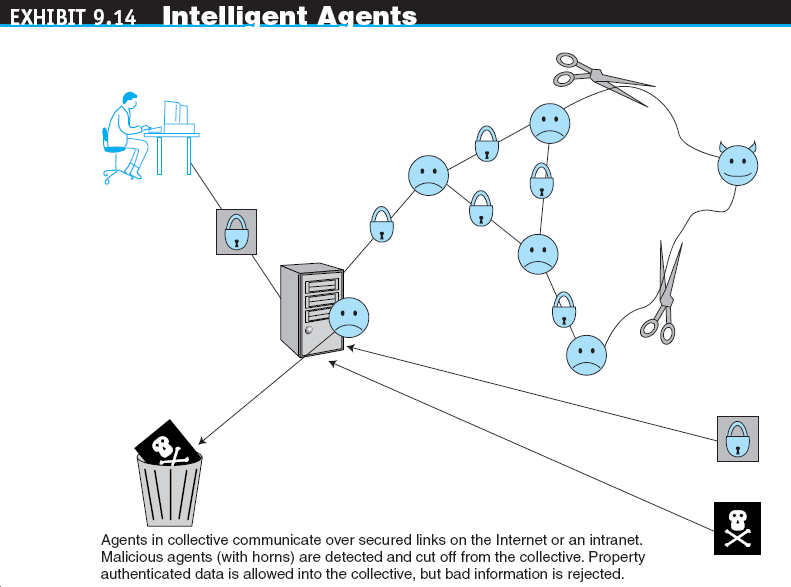 EXHIBIT 9.14 Intelligent Agents
Agents in collective communicate over secured links on the Internet or an intranet.
Malicious agents (with horns) are detected and cut off from the collective. Property
authenticated data is allowed into the collective, but bad information is rejected.